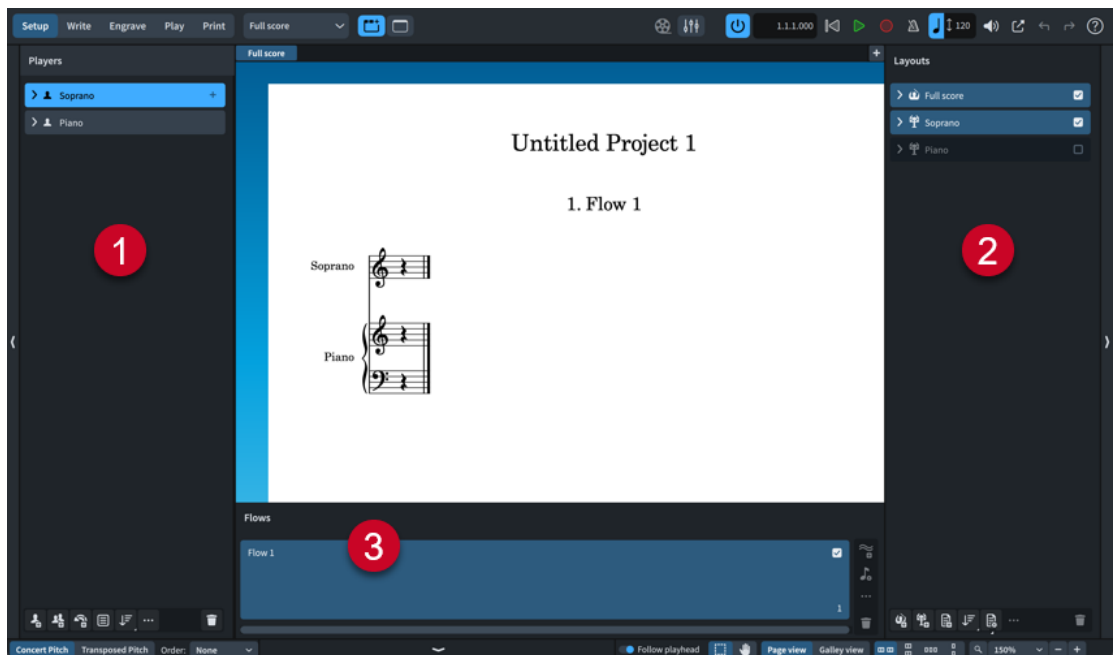 Setup Write Engrave Play Print Full score 1.1.1.000 120
Players
Full score
Layouts
Soprano
Piano
Full score
Soprano
Piano
Untitled Project 1
1. Flow 1
Soprano
Piano
1
2
Flows
3
Flow 1
1
Concert Pitch Transposed Pitch Order: None Follow playhead Page view Galley view 150%